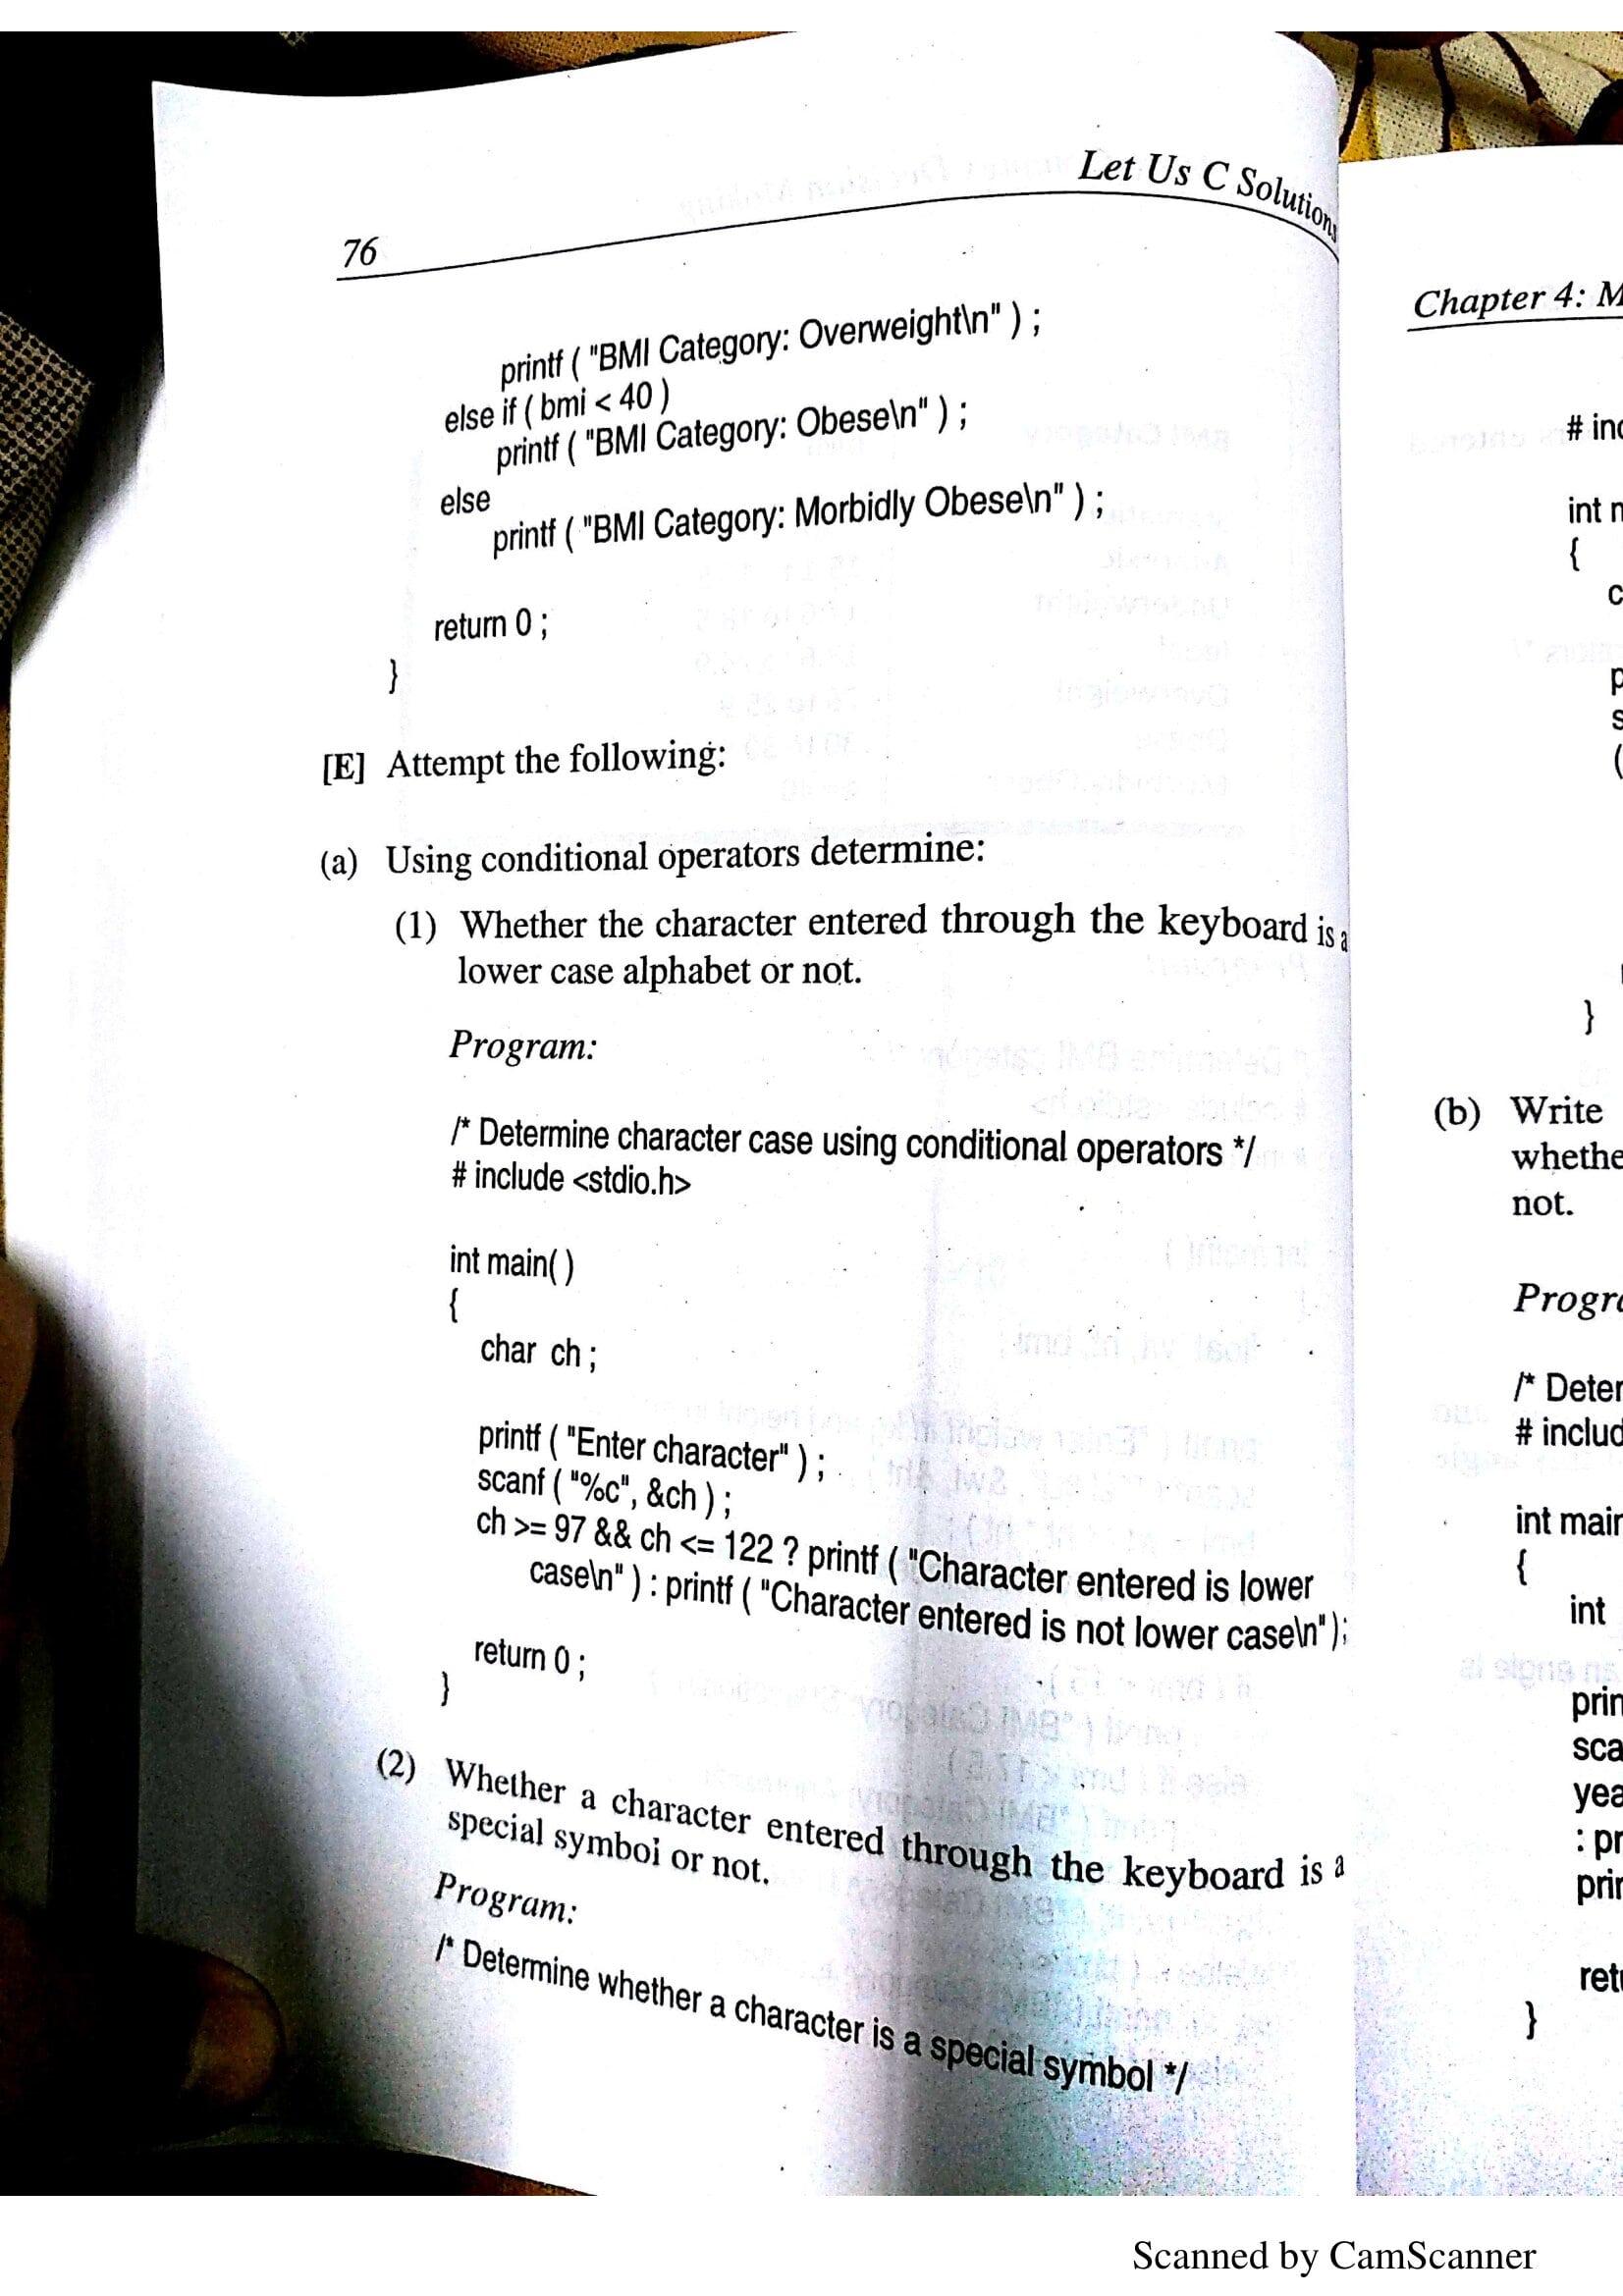 Let Us C Solutions
76
printf ( "BMI Category: Overweight\n" ) ;
else if ( bmi < 40 )
printf ( "BMI Category: Obese\n" ) ;
else
printf ( "BMI Category: Morbidly Obese\n" ) ;
return 0 ;
}
[E] Attempt the following:
(a) Using conditional operators determine:
(1) Whether the character entered through the keyboard is a
lower case alphabet or not.
Program:
/* Determine character case using conditional operators */
# include <stdio.h>
int main( )
{
char ch ;
printf ( "Enter character" ) ;
scanf ( "%c", &ch ) ;
ch >= 97 && ch <= 122 ? printf ( "Character entered is lower
case\n" ) : printf ( "Character entered is not lower case\n" );
return 0 ;
}
(2) Whether a character entered through the keyboard is a
special symbol or not.
Program:
/* Determine whether a character is a special symbol */
Chapter 4: M
# inc
int
{
c
p
s
(
}
(b) Write
whethe
not.
Progra
/* Deter
# includ
int mair
{
int
prin
sca
yea
: pr
prin
retu
}
Scanned by CamScanner